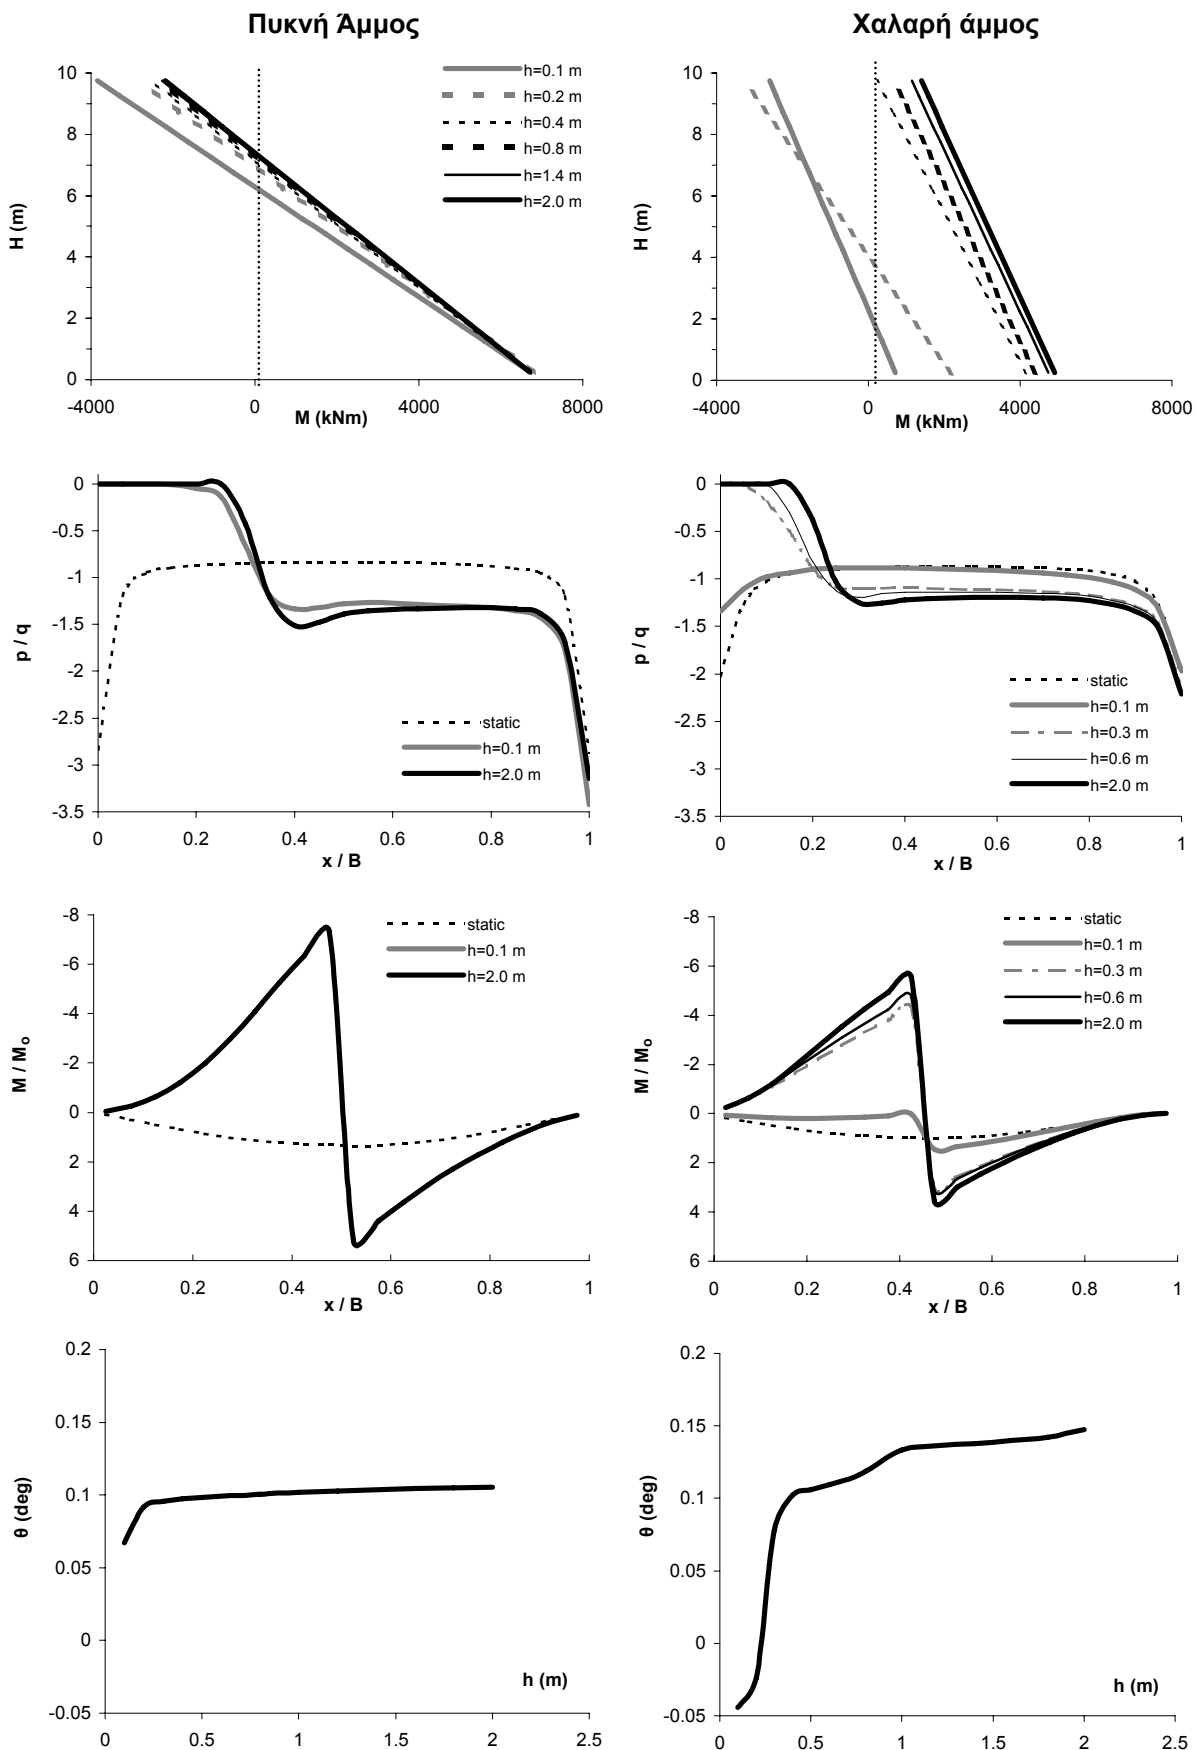 Πυκνή Άμμος
Χαλαρή άμμος
10
8
6
4
2
0
H (m)
-4000
0
4000
8000
M (kNm)
h=0.1 m
h=0.2 m
h=0.4 m
h=0.8 m
h=1.4 m
h=2.0 m
10
8
6
4
2
0
H (m)
-4000
0
4000
8000
M (kNm)
0
-0.5
-1
-1.5
-2
-2.5
-3
-3.5
p / q
static
h=0.1 m
h=2.0 m
0
0.2
0.4
0.6
0.8
1
x / B
0
-0.5
-1
-1.5
-2
-2.5
-3
-3.5
p / q
static
h=0.1 m
h=0.3 m
h=0.6 m
h=2.0 m
0
0.2
0.4
0.6
0.8
1
x / B
-8
-6
-4
-2
0
2
4
6
M / Mo
static
h=0.1 m
h=2.0 m
0
0.2
0.4
0.6
0.8
1
x / B
-8
-6
-4
-2
0
2
4
6
M / Mo
static
h=0.1 m
h=0.3 m
h=0.6 m
h=2.0 m
0
0.2
0.4
0.6
0.8
1
x / B
0.2
0.15
0.1
0.05
0
-0.05
θ (deg)
h (m)
0
0.5
1
1.5
2
2.5
0.2
0.15
0.1
0.05
0
-0.05
θ (deg)
h (m)
0
0.5
1
1.5
2
2.5